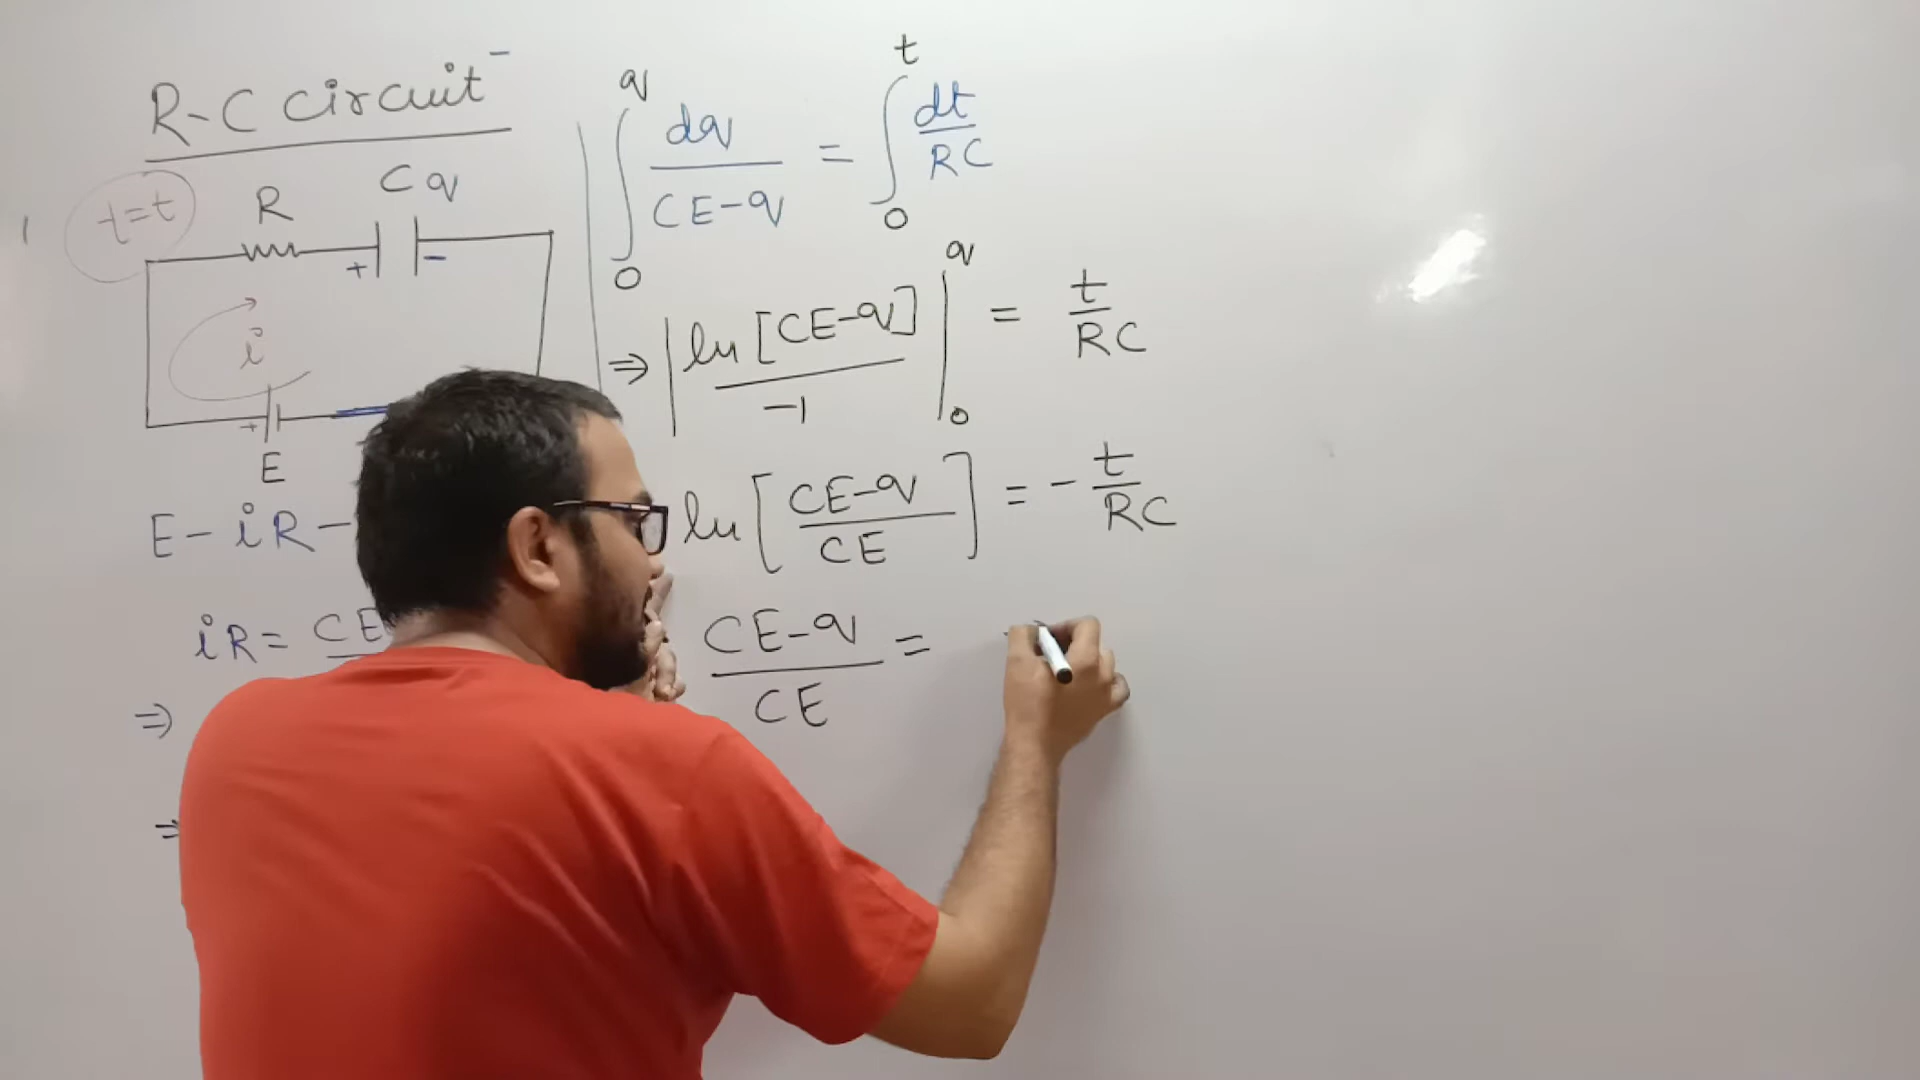 R-C circuit
t=t
R
C q
+ -
i
+
E
E - iR -
iR = CE
⇒
⇒
∫₀^q dq/(CE-q) = ∫₀^t dt/RC
⇒ | ln[CE-q]/-1 |₀^q = t/RC
ln[(CE-q)/CE] = - t/RC
(CE-q)/CE =